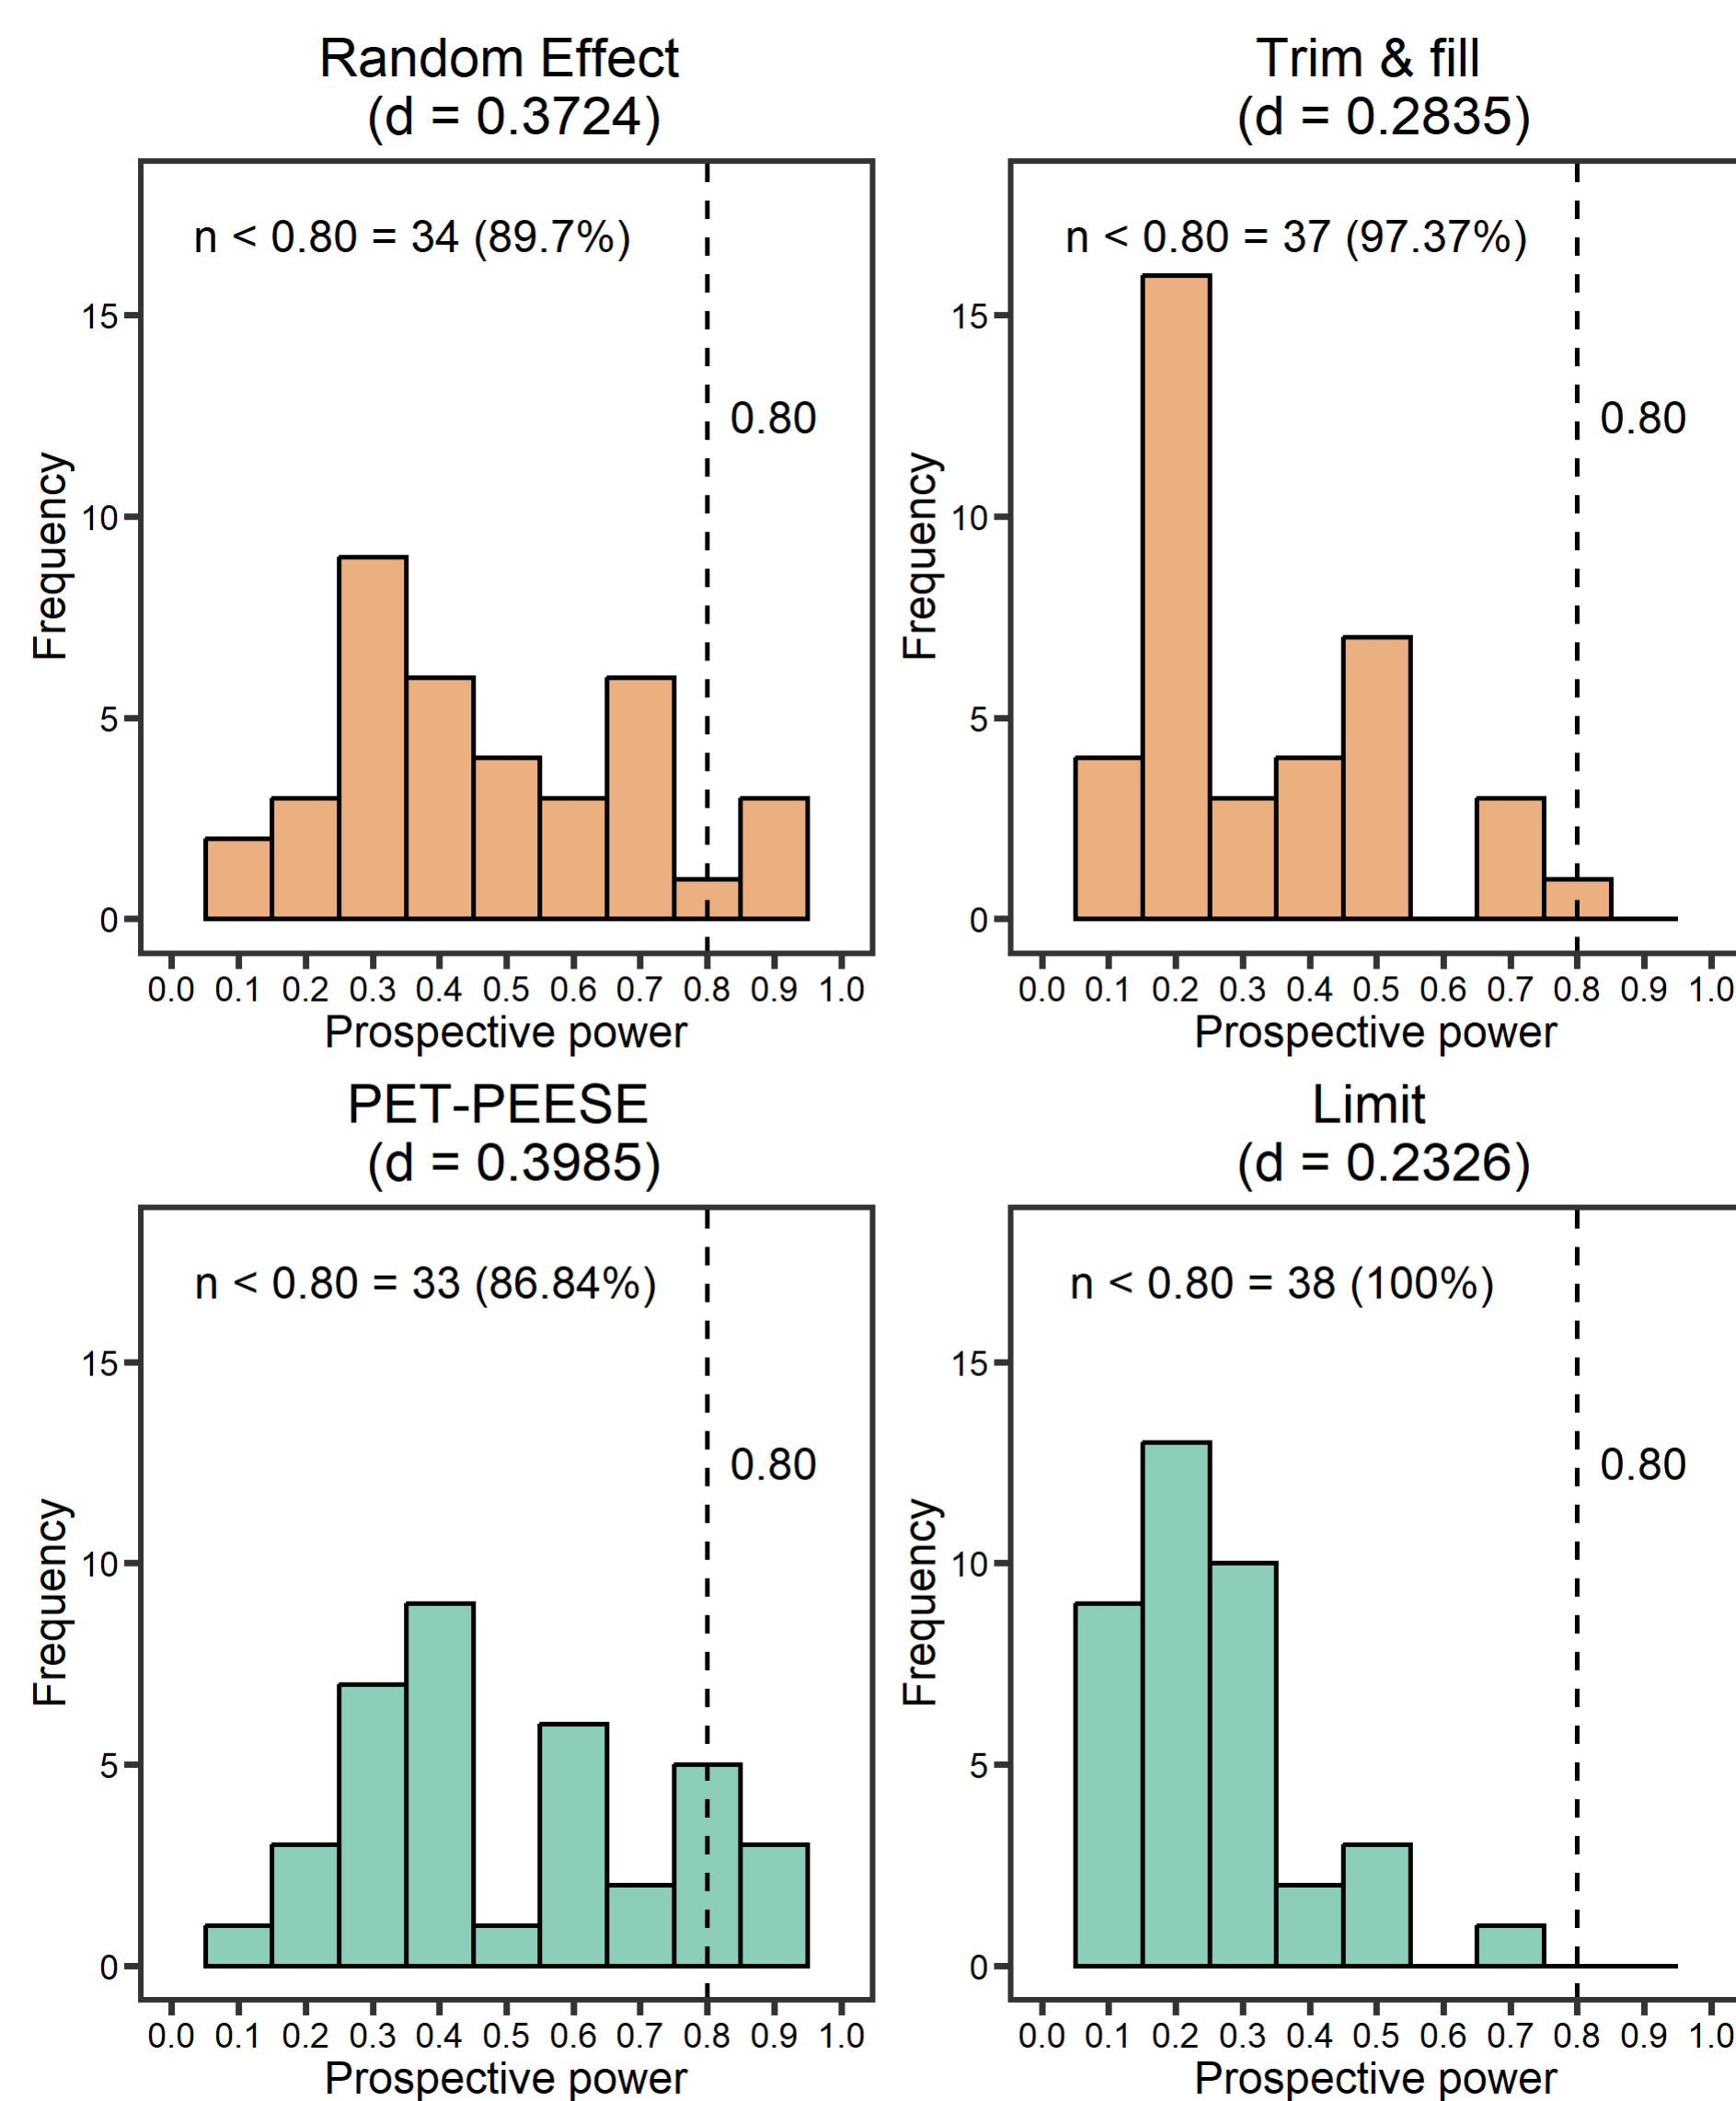 Random Effect
(d = 0.3724)
n < 0.80 = 34 (89.7%)
0.80
Frequency
15
10
5
0
0.0 0.1 0.2 0.3 0.4 0.5 0.6 0.7 0.8 0.9 1.0
Prospective power
Trim & fill
(d = 0.2835)
n < 0.80 = 37 (97.37%)
0.80
Frequency
15
10
5
0
0.0 0.1 0.2 0.3 0.4 0.5 0.6 0.7 0.8 0.9 1.0
Prospective power
PET-PEESE
(d = 0.3985)
n < 0.80 = 33 (86.84%)
0.80
Frequency
15
10
5
0
0.0 0.1 0.2 0.3 0.4 0.5 0.6 0.7 0.8 0.9 1.0
Prospective power
Limit
(d = 0.2326)
n < 0.80 = 38 (100%)
0.80
Frequency
15
10
5
0
0.0 0.1 0.2 0.3 0.4 0.5 0.6 0.7 0.8 0.9 1.0
Prospective power